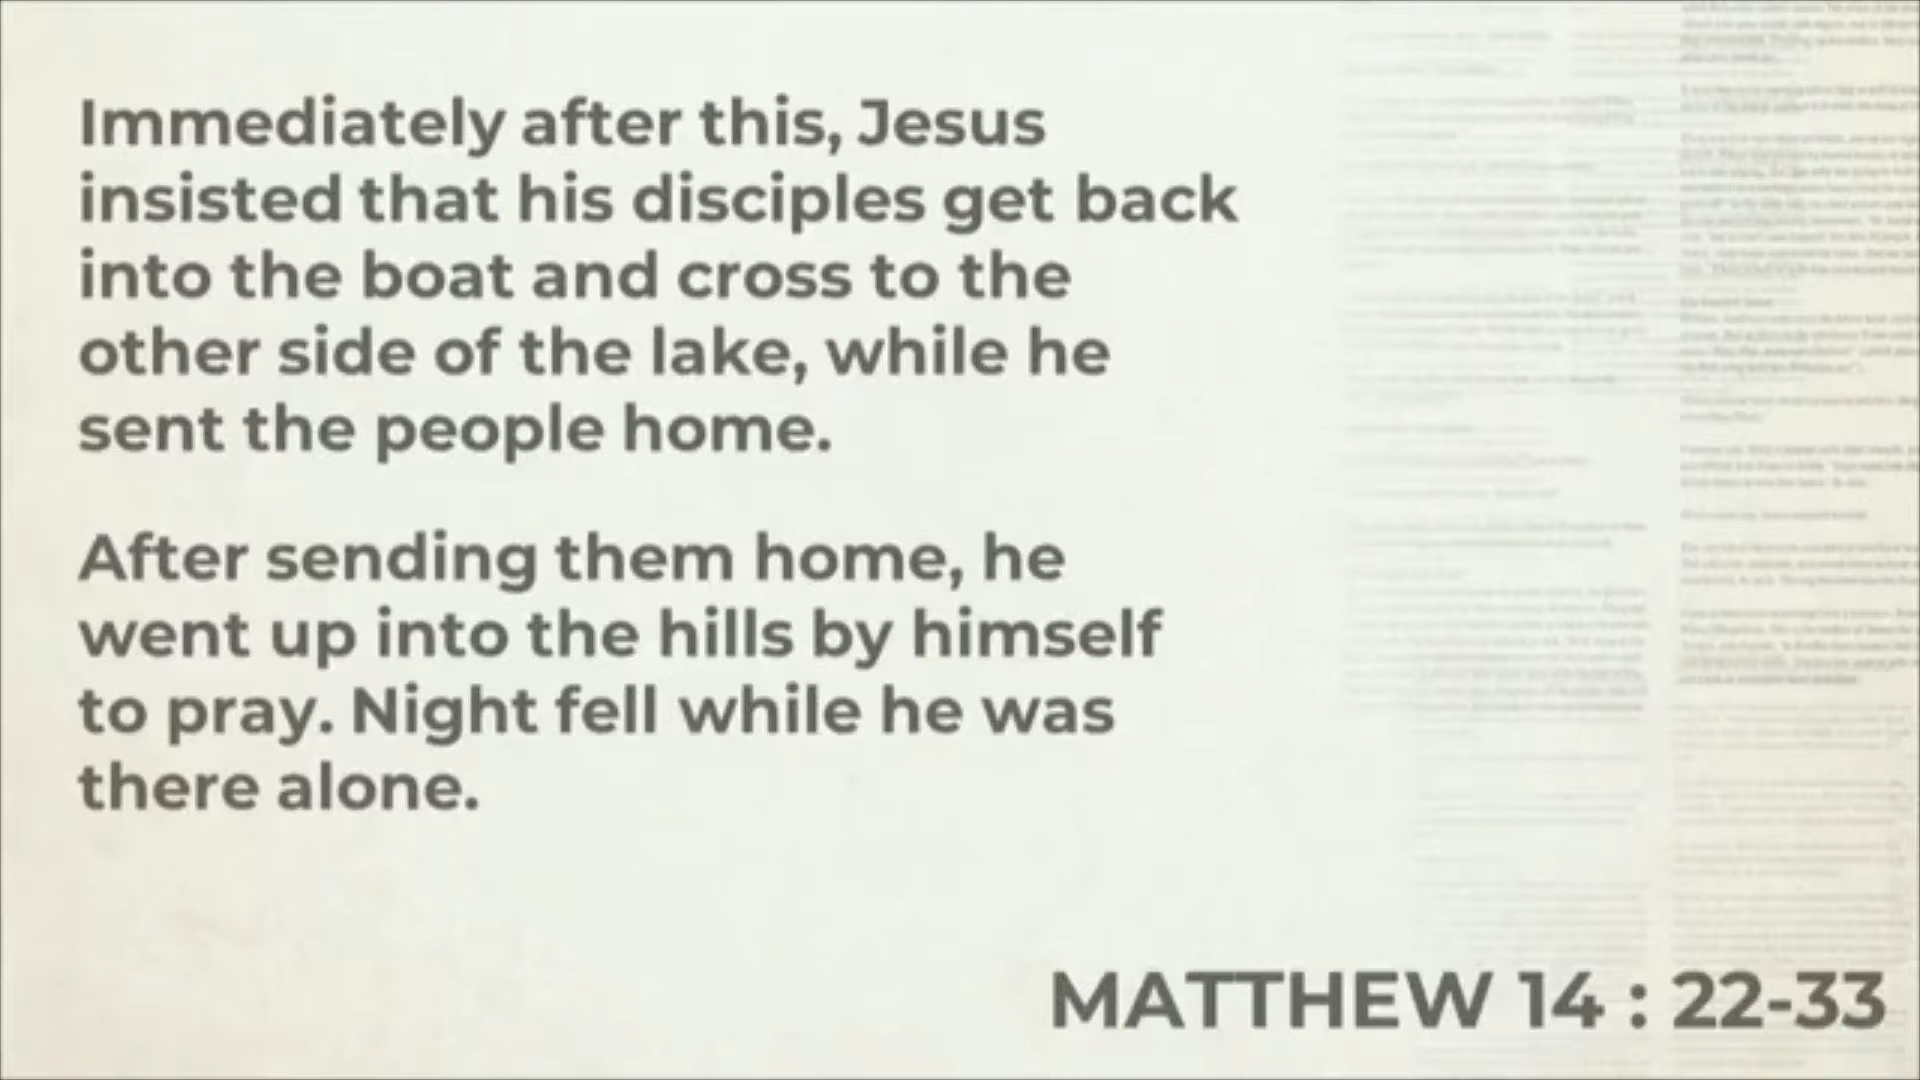 Immediately after this, Jesus
insisted that his disciples get back
into the boat and cross to the
other side of the lake, while he
sent the people home.
After sending them home, he
went up into the hills by himself
to pray. Night fell while he was
there alone.
MATTHEW 14 : 22-33